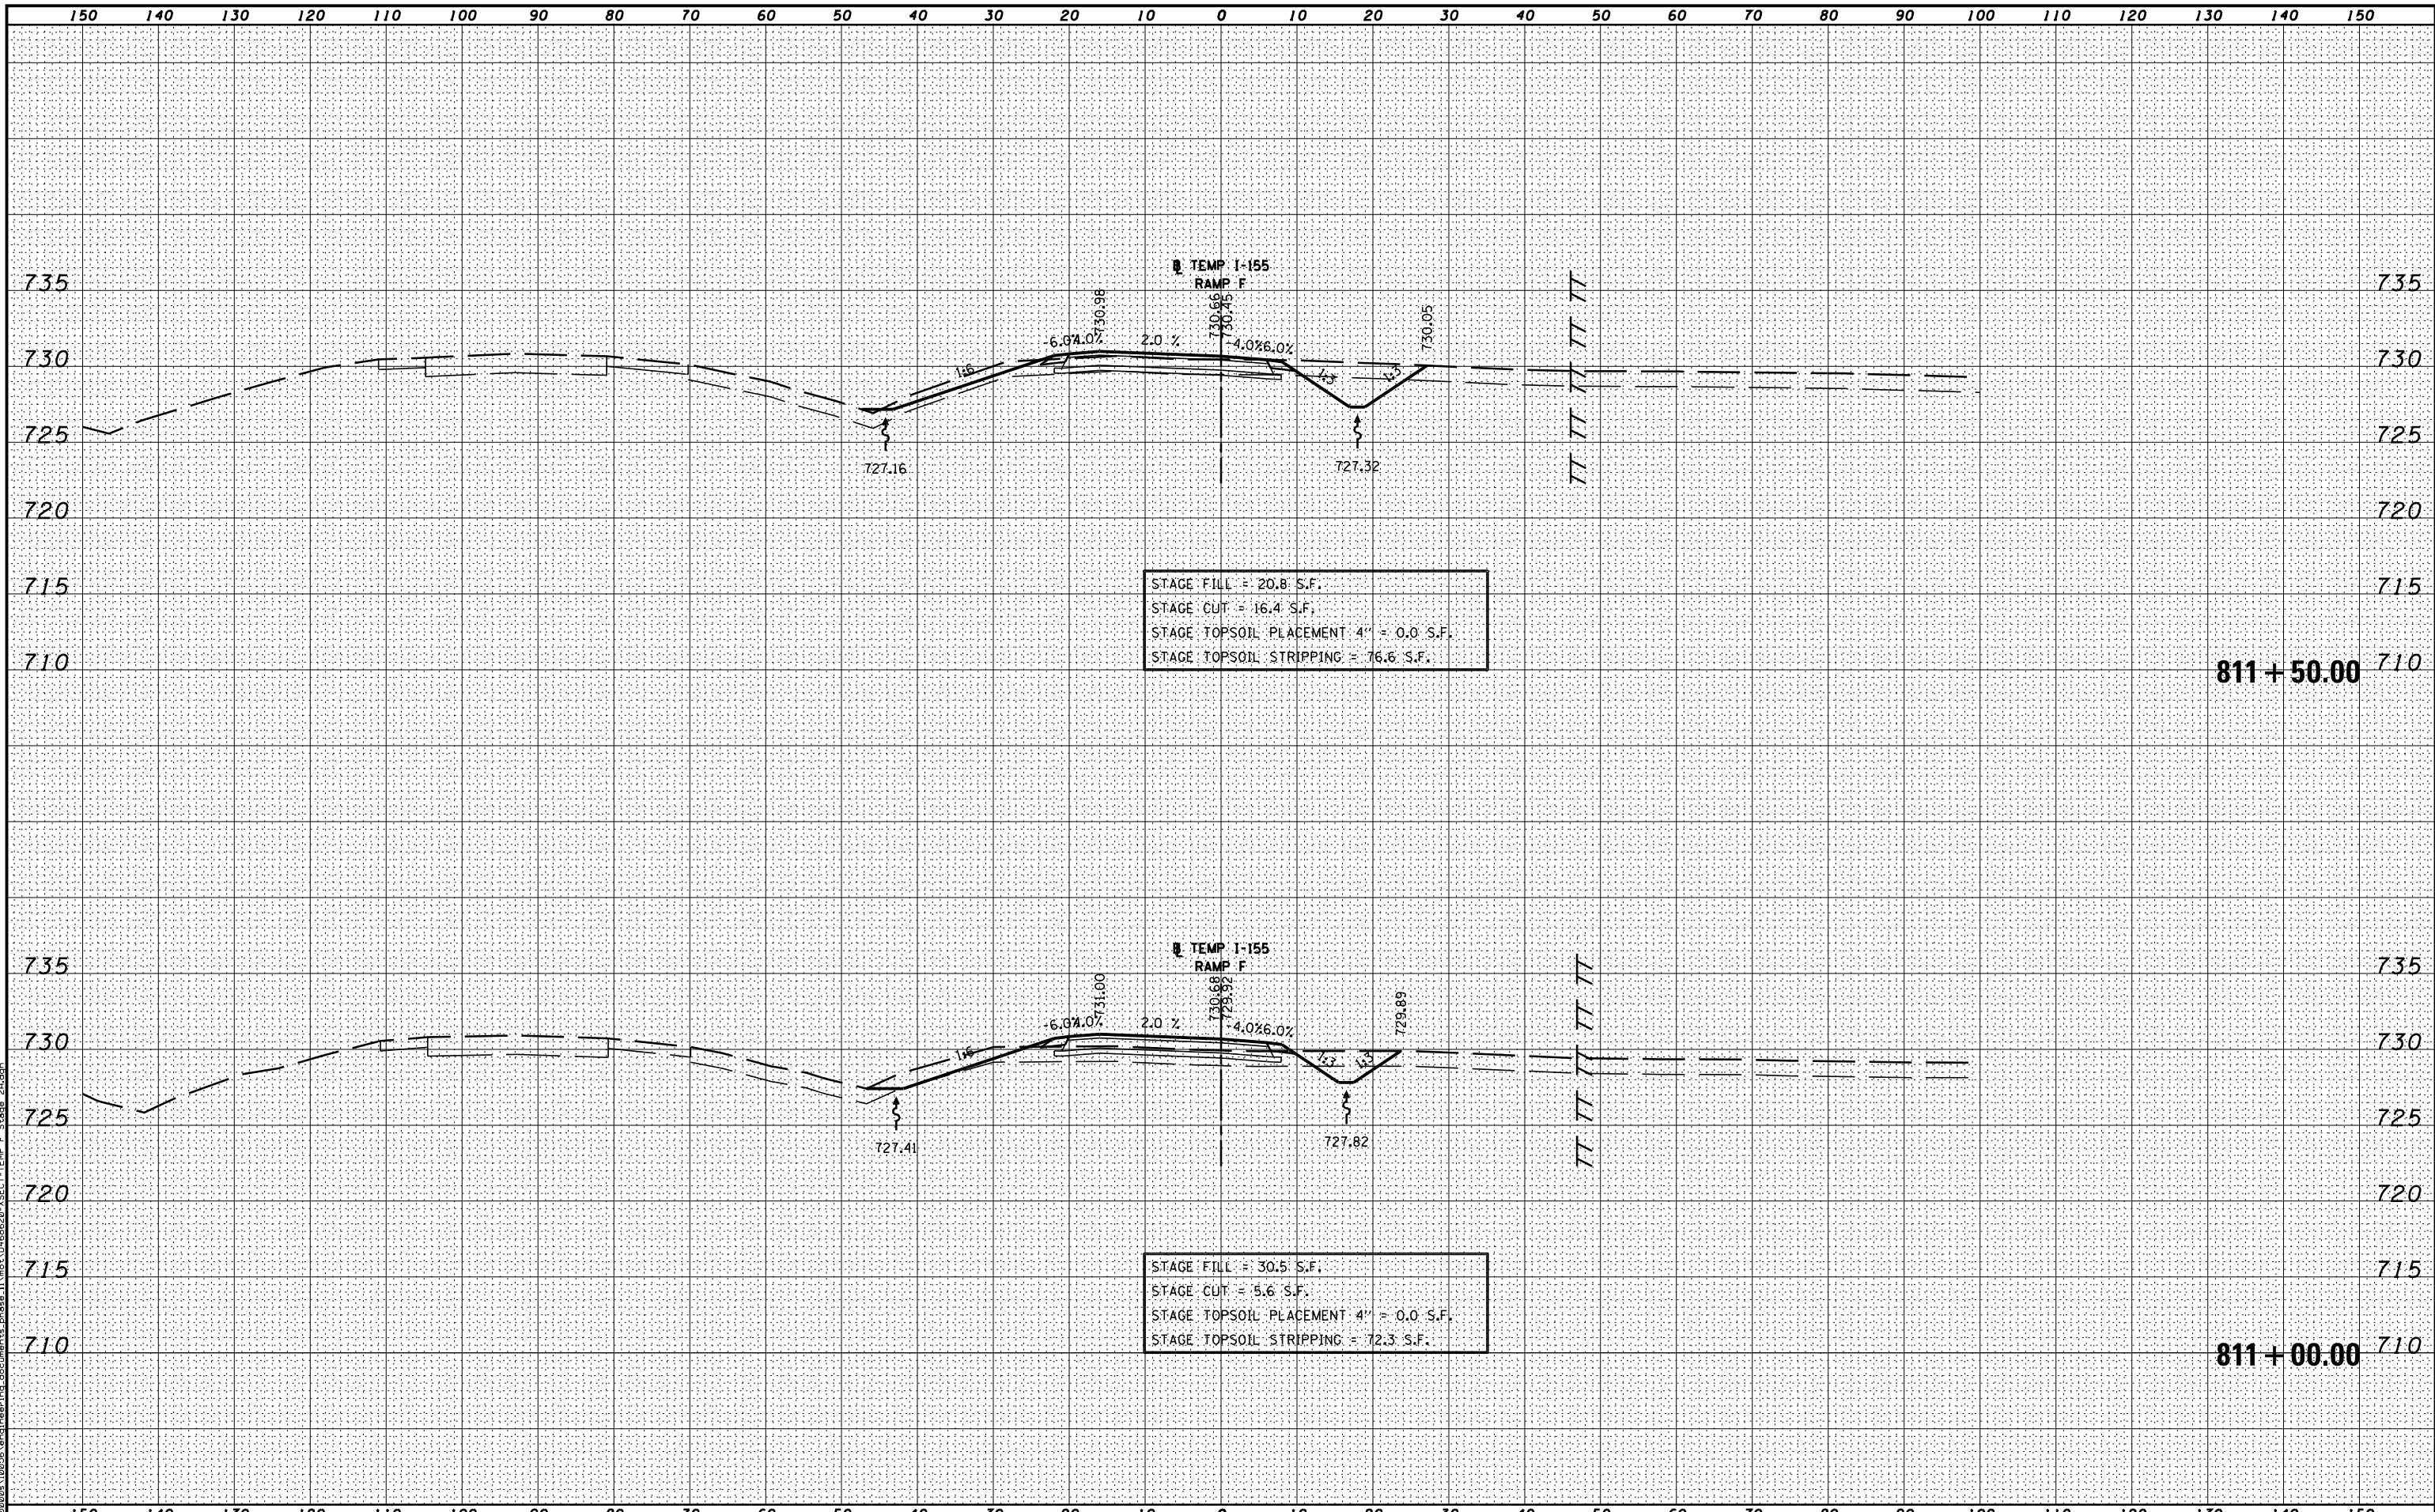 150 140 130 120 110 100 90 80 70 60 50 40 30 20 10 0 10 20 30 40 50 60 70 80 90 100 110 120 130 140 150
℄ TEMP I-155
RAMP F
735 735
730.98 730.66 730.45 730.05
-6.0% 4.0% 2.0 % -4.0% 6.0%
730 730
1:6 1:3 1:3
725 725
727.16 727.32
720 720
STAGE FILL = 20.8 S.F.
715 715
STAGE CUT = 16.4 S.F.
STAGE TOPSOIL PLACEMENT 4'' = 0.0 S.F.
STAGE TOPSOIL STRIPPING = 76.6 S.F.
710 710
811 + 50.00
℄ TEMP I-155
RAMP F
735 735
731.00 730.68 729.92 729.89
-6.0% 4.0% 2.0 % -4.0% 6.0%
730 730
1:6 1:3 1:3
725 725
727.41 727.82
720 720
STAGE FILL = 30.5 S.F.
715 715
STAGE CUT = 5.6 S.F.
STAGE TOPSOIL PLACEMENT 4'' = 0.0 S.F.
STAGE TOPSOIL STRIPPING = 72.3 S.F.
710 710
811 + 00.00